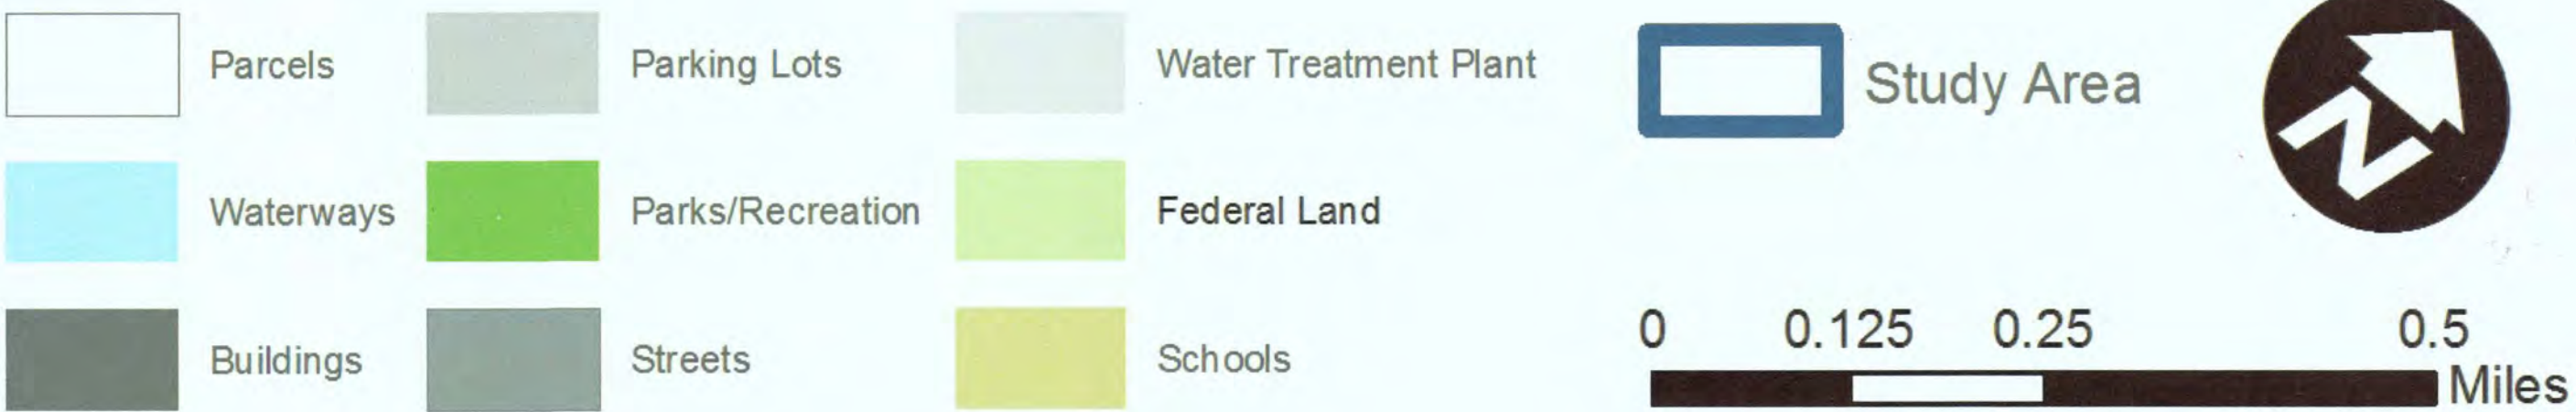 Parcels
Parking Lots
Water Treatment Plant
Study Area
N
Waterways
Parks/Recreation
Federal Land
Buildings
Streets
Schools
0 0.125 0.25 0.5
Miles